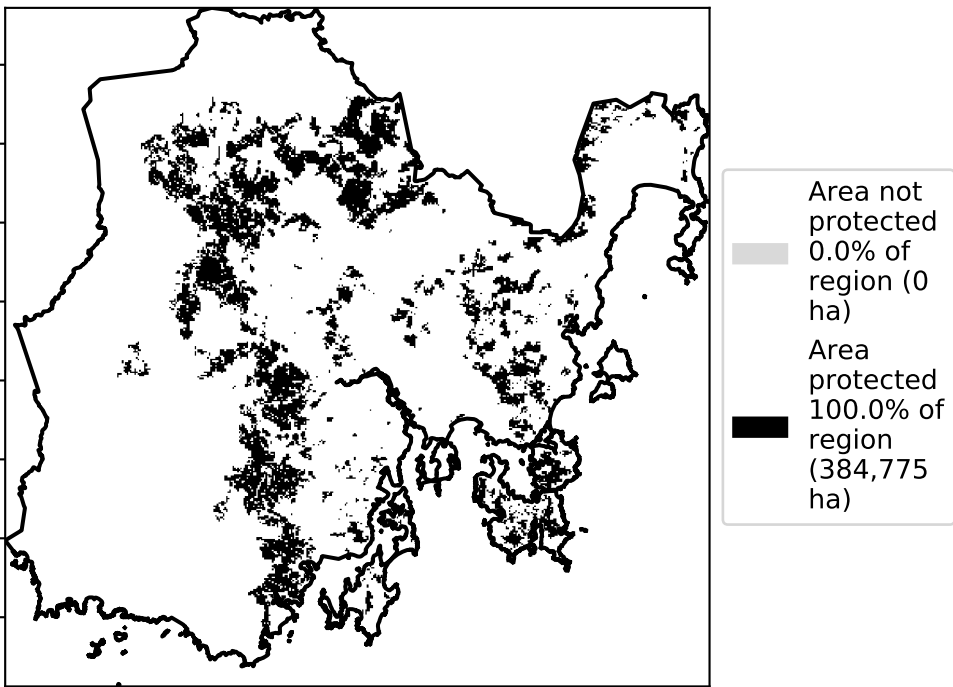 Area not
protected
0.0% of
region (0
ha)
Area
protected
100.0% of
region
(384,775
ha)